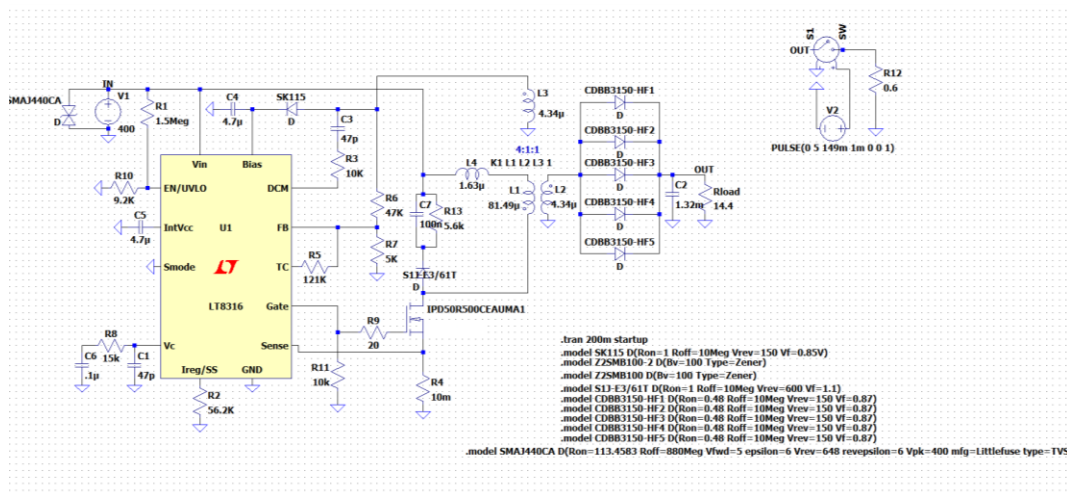 IN
SMAJ440CA
D
V1
400
R1
1.5Meg
C4
4.7µ
SK115
D
C3
47p
R3
10K
L3
4.34µ
CDBB3150-HF1
D
CDBB3150-HF2
D
CDBB3150-HF3
D
CDBB3150-HF4
D
CDBB3150-HF5
D
S1
SW
OUT
R12
0.6
V2
PULSE(0 5 149m 1m 0 0 1)
4:1:1
K1 L1 L2 L3 1
L4
1.63µ
L1
81.49µ
L2
4.34µ
OUT
C2
1.32m
Rload
14.4
Vin
Bias
EN/UVLO
DCM
IntVcc
U1
FB
Smode
TC
LT8316
Gate
Vc
Sense
Ireg/SS
GND
R10
9.2K
C5
4.7µ
R6
47K
R7
5K
R5
121K
C7
100n
R13
5.6k
S1J-E3/61T
D
IPD50R500CEAUMA1
R9
20
R11
10k
R4
10m
R8
15k
C6
.1µ
C1
47p
R2
56.2K
.tran 200m startup
.model SK115 D(Ron=1 Roff=10Meg Vrev=150 Vf=0.85V)
.model Z2SMB100-2 D(Bv=100 Type=Zener)
.model Z2SMB100 D(Bv=100 Type=Zener)
.model S1J-E3/61T D(Ron=1 Roff=10Meg Vrev=600 Vf=1.1)
.model CDBB3150-HF1 D(Ron=0.48 Roff=10Meg Vrev=150 Vf=0.87)
.model CDBB3150-HF2 D(Ron=0.48 Roff=10Meg Vrev=150 Vf=0.87)
.model CDBB3150-HF3 D(Ron=0.48 Roff=10Meg Vrev=150 Vf=0.87)
.model CDBB3150-HF4 D(Ron=0.48 Roff=10Meg Vrev=150 Vf=0.87)
.model CDBB3150-HF5 D(Ron=0.48 Roff=10Meg Vrev=150 Vf=0.87)
.model SMAJ440CA D(Ron=113.4583 Roff=880Meg Vfwd=5 epsilon=6 Vrev=648 revepsilon=6 Vpk=400 mfg=Littlefuse type=TVS